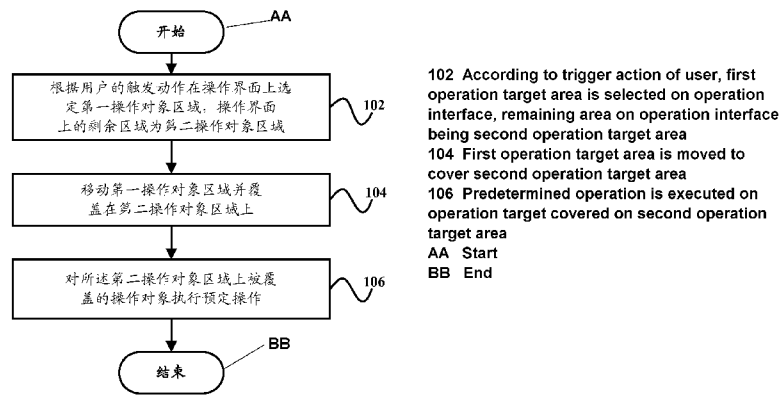 AA
开始
根据用户的触发动作在操作界面上选
定第一操作对象区域，操作界面
上的剩余区域为第二操作对象区域
102
移动第一操作对象区域并覆
盖在第二操作对象区域上
104
对所述第二操作对象区域上被覆
盖的操作对象执行预定操作
106
BB
结束
102 According to trigger action of user, first
operation target area is selected on operation
interface, remaining area on operation interface
being second operation target area
104 First operation target area is moved to
cover second operation target area
106 Predetermined operation is executed on
operation target covered on second operation
target area
AA Start
BB End